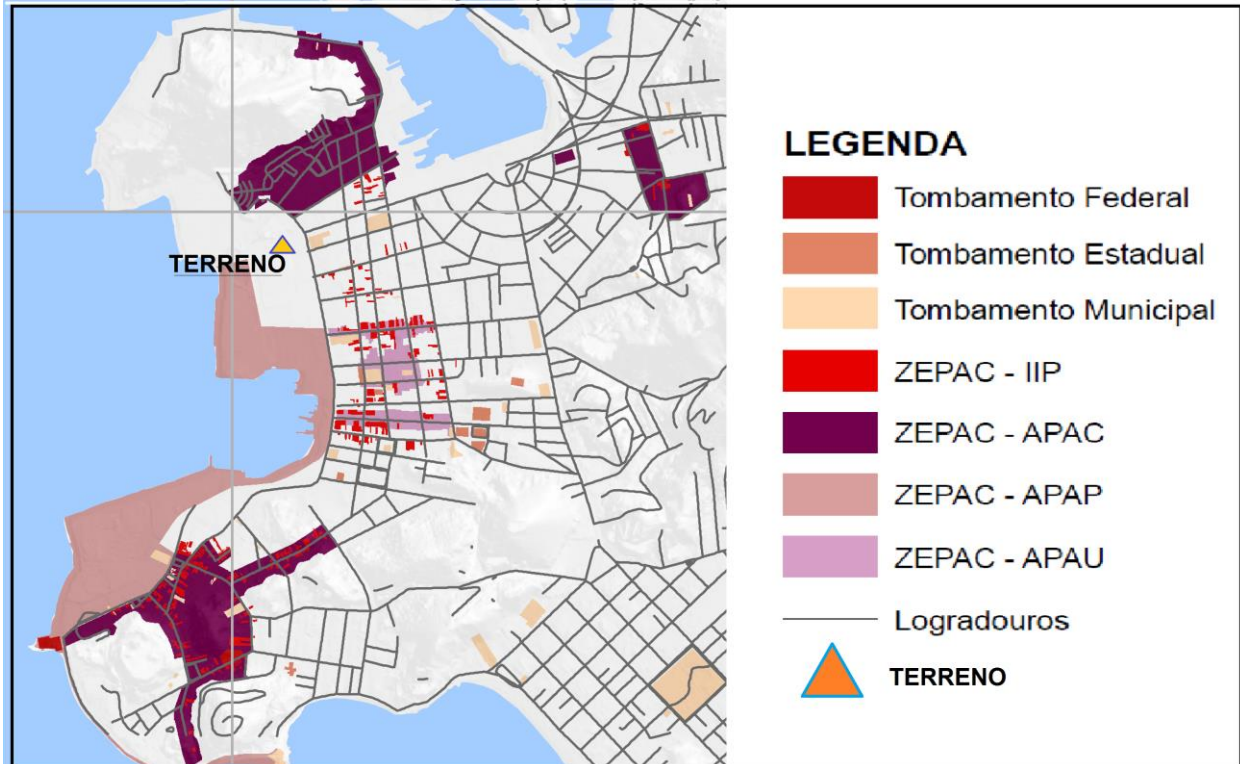 TERRENO
LEGENDA
Tombamento Federal
Tombamento Estadual
Tombamento Municipal
ZEPAC - IIP
ZEPAC - APAC
ZEPAC - APAP
ZEPAC - APAU
Logradouros
TERRENO